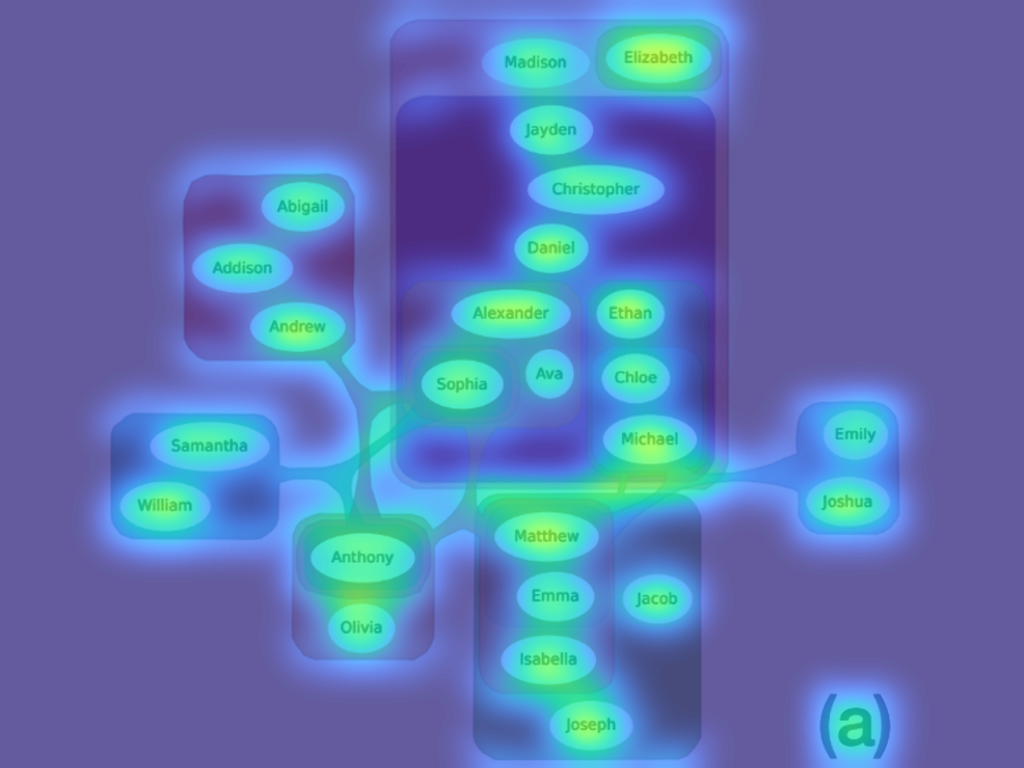 Madison
Elizabeth
Jayden
Christopher
Daniel
Abigail
Addison
Andrew
Alexander
Ethan
Sophia
Ava
Chloe
Michael
Samantha
William
Emily
Joshua
Anthony
Olivia
Matthew
Emma
Jacob
Isabella
Joseph
(a)